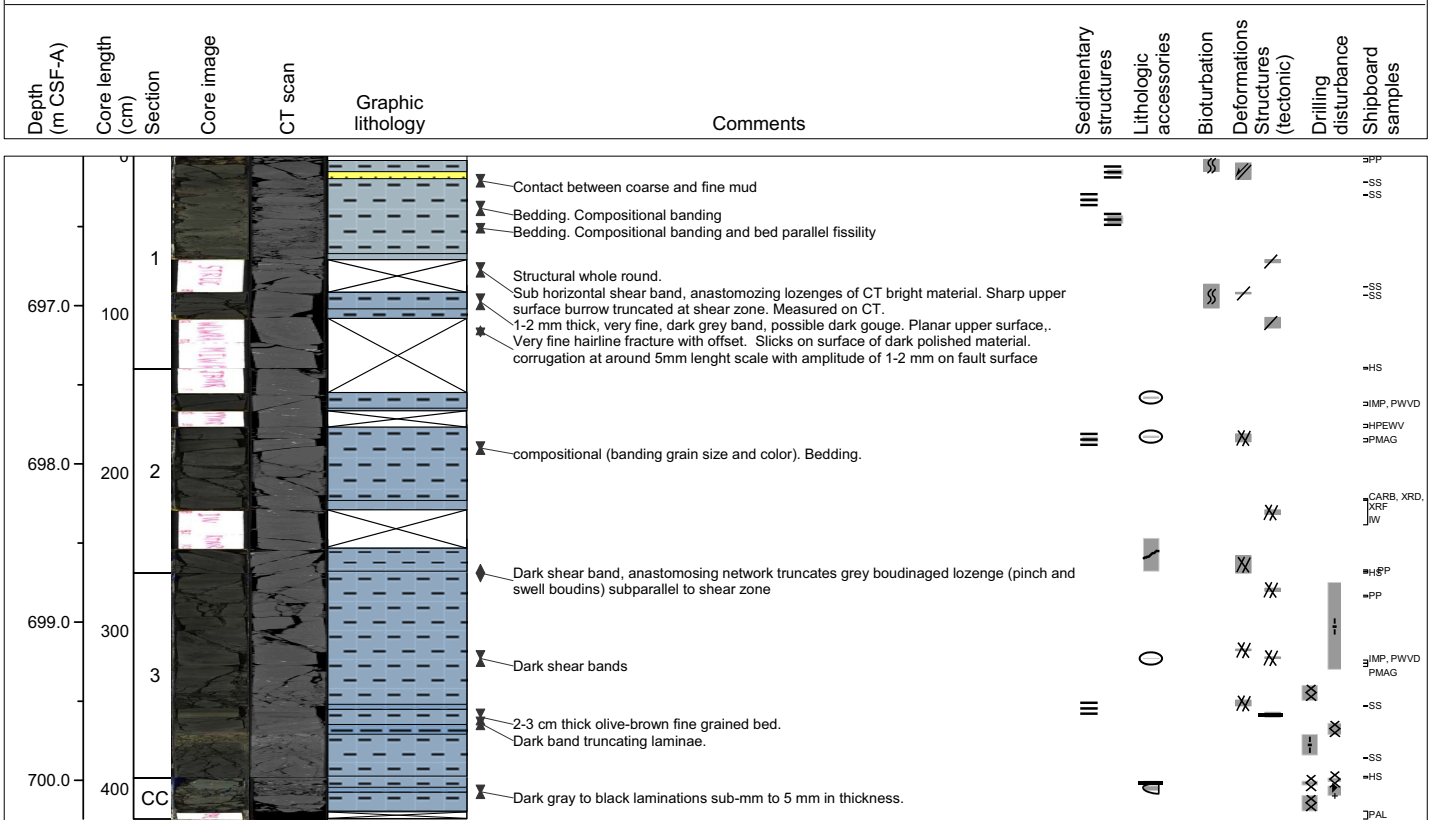 Depth
(m CSF-A)
Core length
(cm)
Section
Core image
CT scan
Graphic
lithology
Comments
Sedimentary
structures
Lithologic
accessories
Bioturbation
Deformations
Structures
(tectonic)
Drilling
disturbance
Shipboard
samples
0
PP
Contact between coarse and fine mud
SS
SS
Bedding. Compositional banding
Bedding. Compositional banding and bed parallel fissility
1
Structural whole round.
Sub horizontal shear band, anastomozing lozenges of CT bright material. Sharp upper
surface burrow truncated at shear zone. Measured on CT.
SS
SS
697.0
100
1-2 mm thick, very fine, dark grey band, possible dark gouge. Planar upper surface,.
Very fine hairline fracture with offset. Slicks on surface of dark polished material.
corrugation at around 5mm lenght scale with amplitude of 1-2 mm on fault surface
HS
IMP, PWVD
HPEWV
PMAG
compositional (banding grain size and color). Bedding.
698.0
200
2
CARB, XRD,
XRF
IW
Dark shear band, anastomosing network truncates grey boudinaged lozenge (pinch and
swell boudins) subparallel to shear zone
HS
PP
PP
699.0
300
IMP, PWVD
PMAG
Dark shear bands
3
SS
2-3 cm thick olive-brown fine grained bed.
Dark band truncating laminae.
SS
700.0
400
HS
CC
Dark gray to black laminations sub-mm to 5 mm in thickness.
PAL